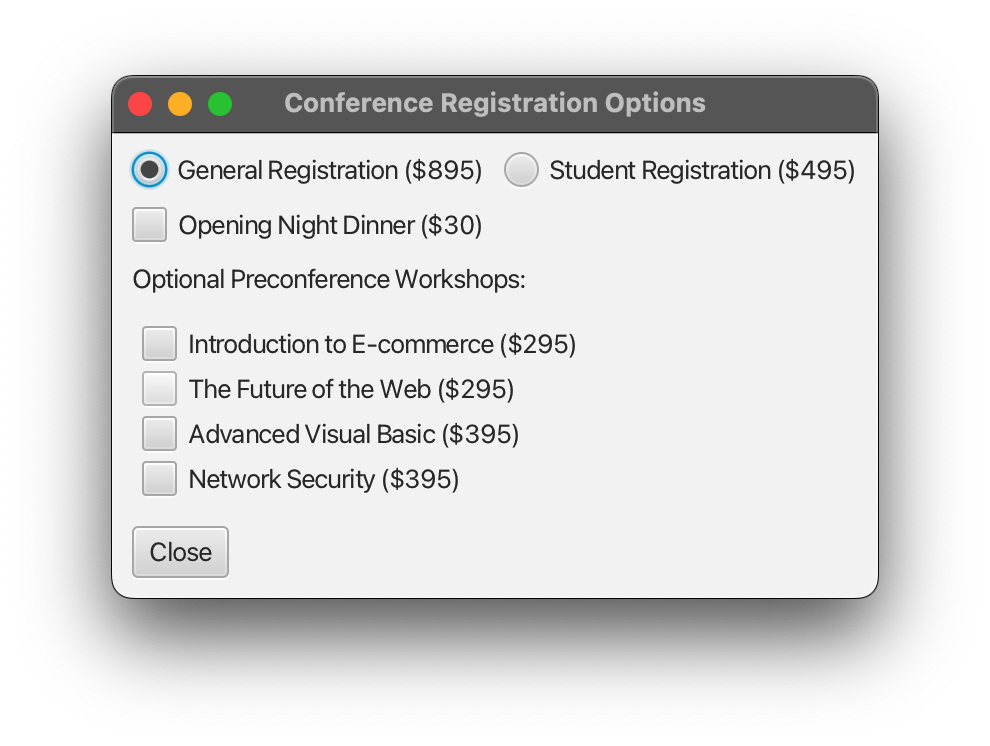 Conference Registration Options
General Registration ($895) Student Registration ($495)
Opening Night Dinner ($30)
Optional Preconference Workshops:
Introduction to E-commerce ($295)
The Future of the Web ($295)
Advanced Visual Basic ($395)
Network Security ($395)
Close